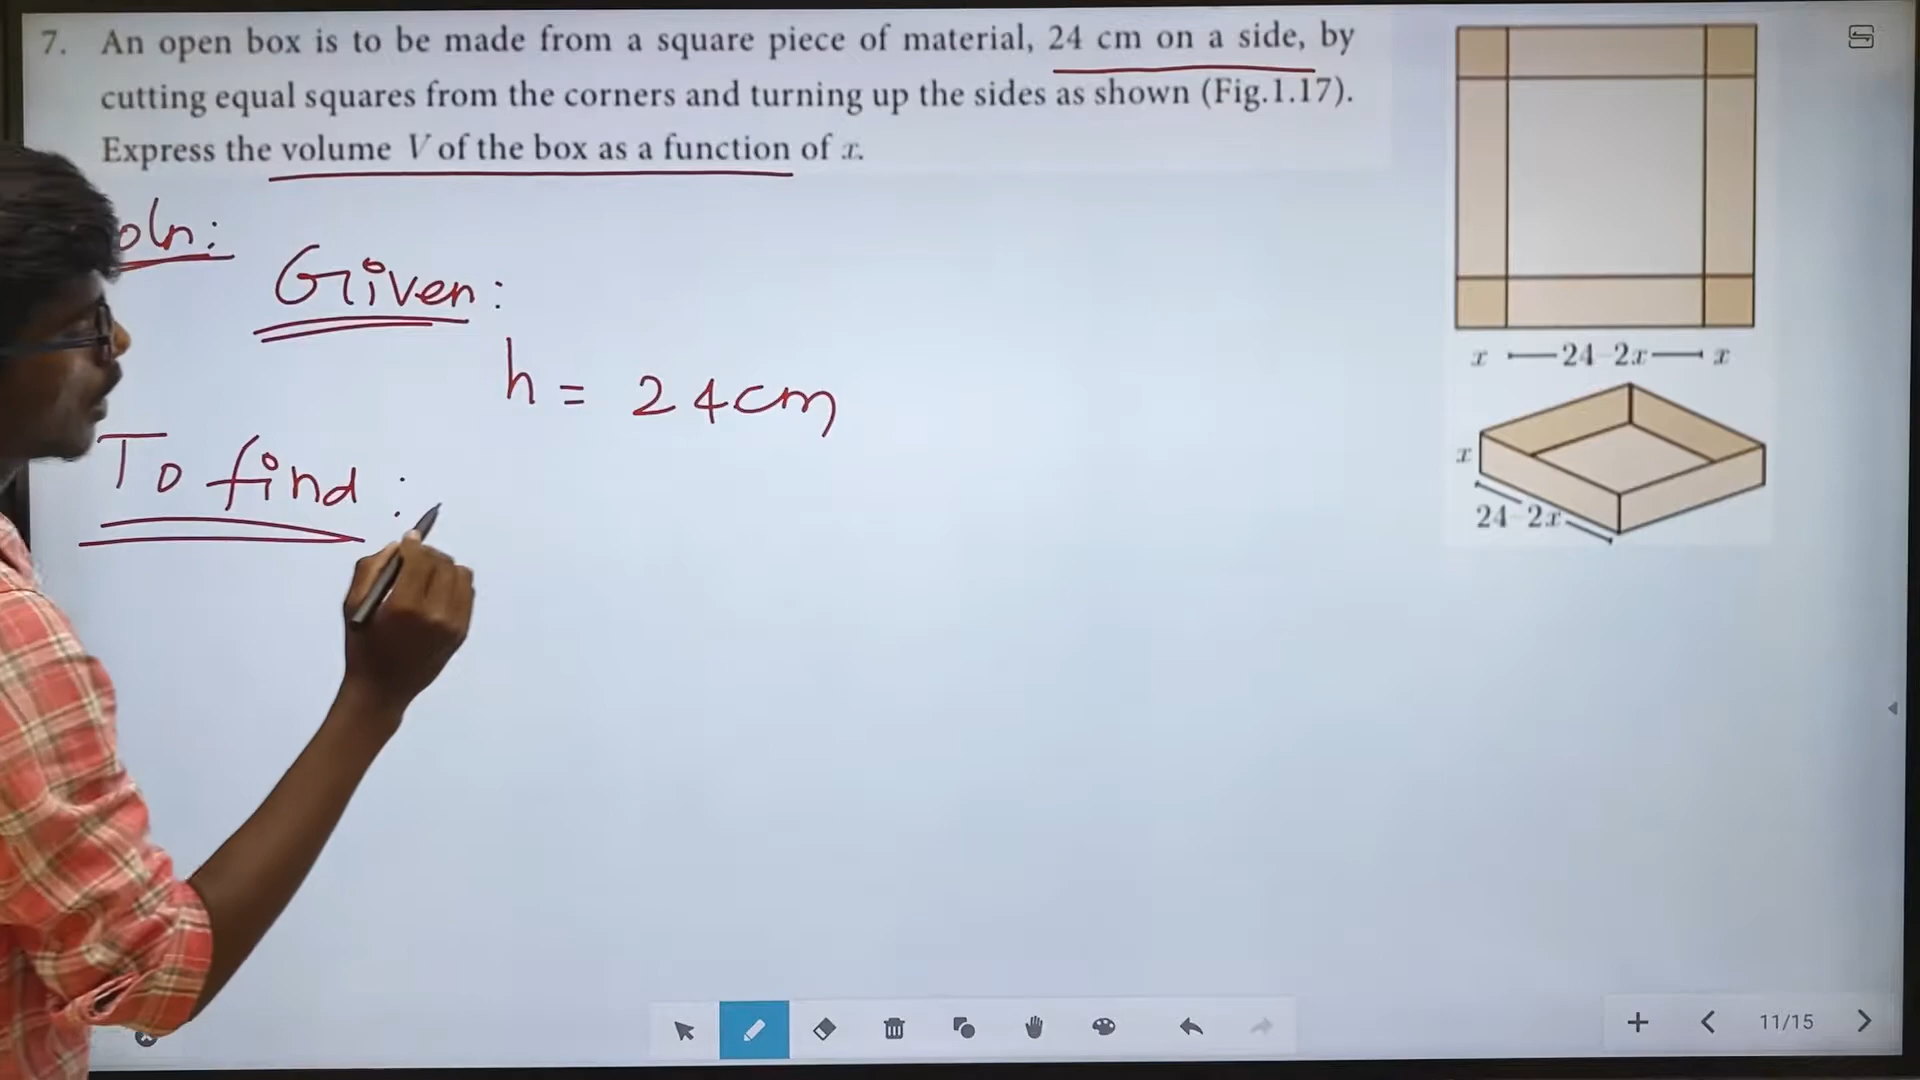 7. An open box is to be made from a square piece of material, 24 cm on a side, by
cutting equal squares from the corners and turning up the sides as shown (Fig.1.17).
Express the volume V of the box as a function of x.
oln:
Given:
h = 24cm
To find:
x 24-2x x
x
24-2x
11/15